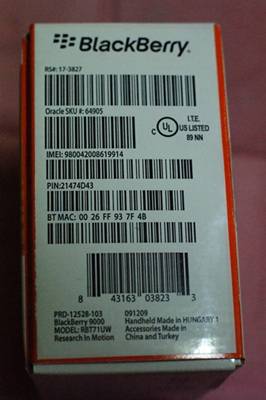 BlackBerry
RS#: 17-3827
Oracle SKU #: 64905
I.T.E.
C UL US LISTED
89 NN
IMEI: 980042008619914
PIN:21474D43
BT MAC: 00 26 FF 93 7F 4B
8 43163 03823 3
PRD-12528-103
BlackBerry 9000
MODEL: RBT71UW
Research In Motion
091209
Handheld Made in HUNGARY
Accessories Made in
China and Turkey